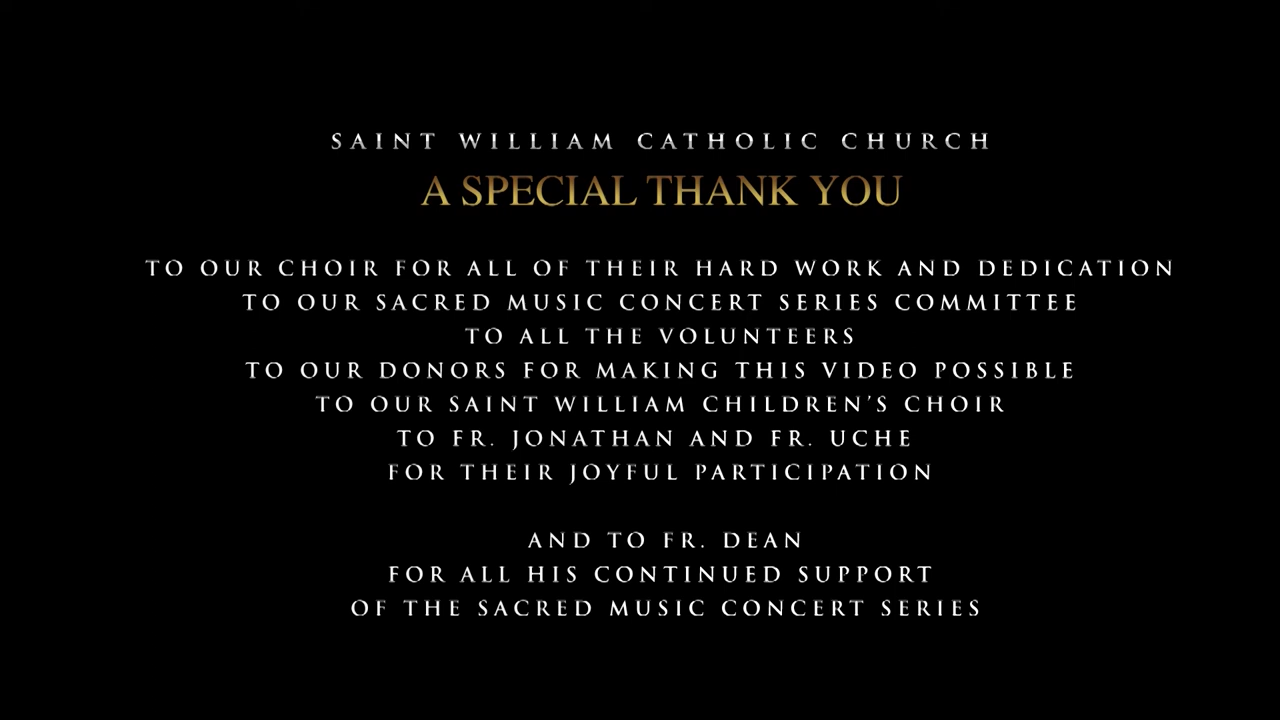 SAINT WILLIAM CATHOLIC CHURCH
A SPECIAL THANK YOU
TO OUR CHOIR FOR ALL OF THEIR HARD WORK AND DEDICATION
TO OUR SACRED MUSIC CONCERT SERIES COMMITTEE
TO ALL THE VOLUNTEERS
TO OUR DONORS FOR MAKING THIS VIDEO POSSIBLE
TO OUR SAINT WILLIAM CHILDREN’S CHOIR
TO FR. JONATHAN AND FR. UCHE
FOR THEIR JOYFUL PARTICIPATION
AND TO FR. DEAN
FOR ALL HIS CONTINUED SUPPORT
OF THE SACRED MUSIC CONCERT SERIES